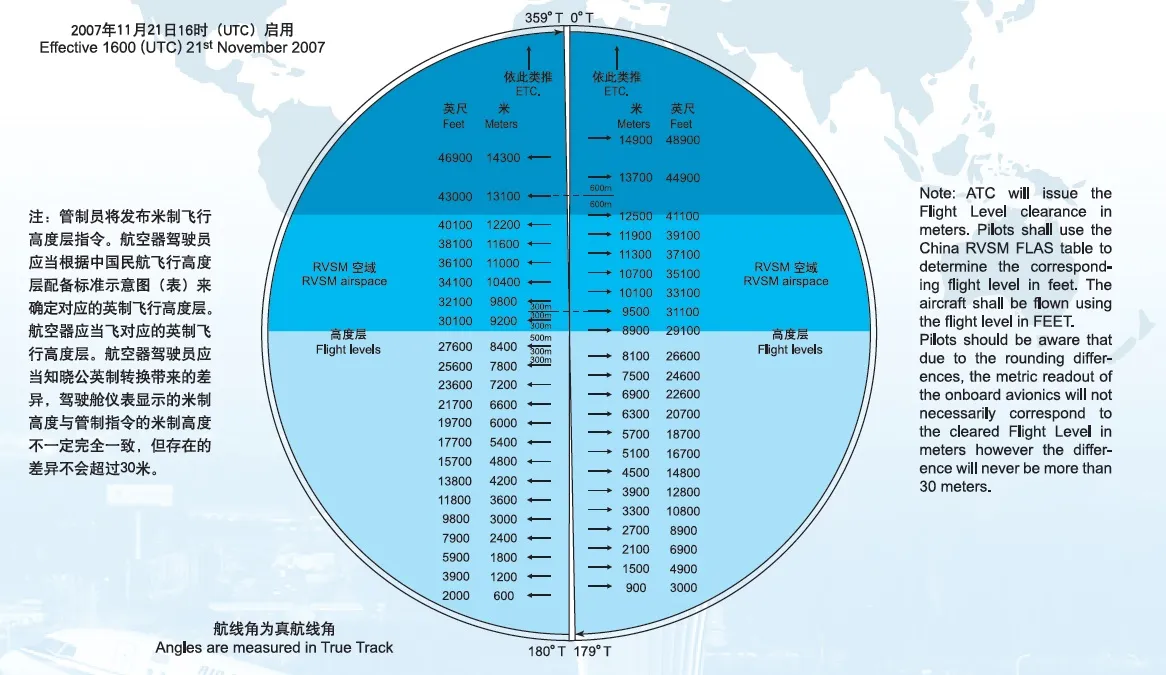 359°T 0°T
2007年11月21日16时（UTC）启用
Effective 1600 (UTC) 21st November 2007
依此类推
ETC.
英尺 米
Feet Meters
46900 14300
43000 13100
40100 12200
38100 11600
36100 11000
34100 10400
32100 9800
30100 9200
27600 8400
25600 7800
23600 7200
21700 6600
19700 6000
17700 5400
15700 4800
13800 4200
11800 3600
9800 3000
7900 2400
5900 1800
3900 1200
2000 600
300m
300m
300m
500m
300m
300m
RVSM 空域
RVSM airspace
高度层
Flight levels
依此类推
ETC.
米 英尺
Meters Feet
14900 48900
13700 44900
600m
600m
12500 41100
11900 39100
11300 37100
10700 35100
10100 33100
9500 31100
8900 29100
8100 26600
7500 24600
6900 22600
6300 20700
5700 18700
5100 16700
4500 14800
3900 12800
3300 10800
2700 8900
2100 6900
1500 4900
900 3000
RVSM 空域
RVSM airspace
高度层
Flight levels
注：管制员将发布米制飞行
高度层指令。航空器驾驶员
应当根据中国民航飞行高度
层配备标准示意图（表）来
确定对应的英制飞行高度层。
航空器应当飞对应的英制飞
行高度层。航空器驾驶员应
当知晓公英制转换带来的差
异，驾驶舱仪表显示的米制
高度与管制指令的米制高度
不一定完全一致，但存在的
差异不会超过30米。
Note: ATC will issue the
Flight Level clearance in
meters. Pilots shall use the
China RVSM FLAS table to
determine the correspond-
ing flight level in feet. The
aircraft shall be flown using
the flight level in FEET.
Pilots should be aware that
due to the rounding differ-
ences, the metric readout of
the onboard avionics will not
necessarily correspond to
the cleared Flight Level in
meters however the differ-
ence will never be more than
30 meters.
航线角为真航线角
Angles are measured in True Track
180°T 179°T